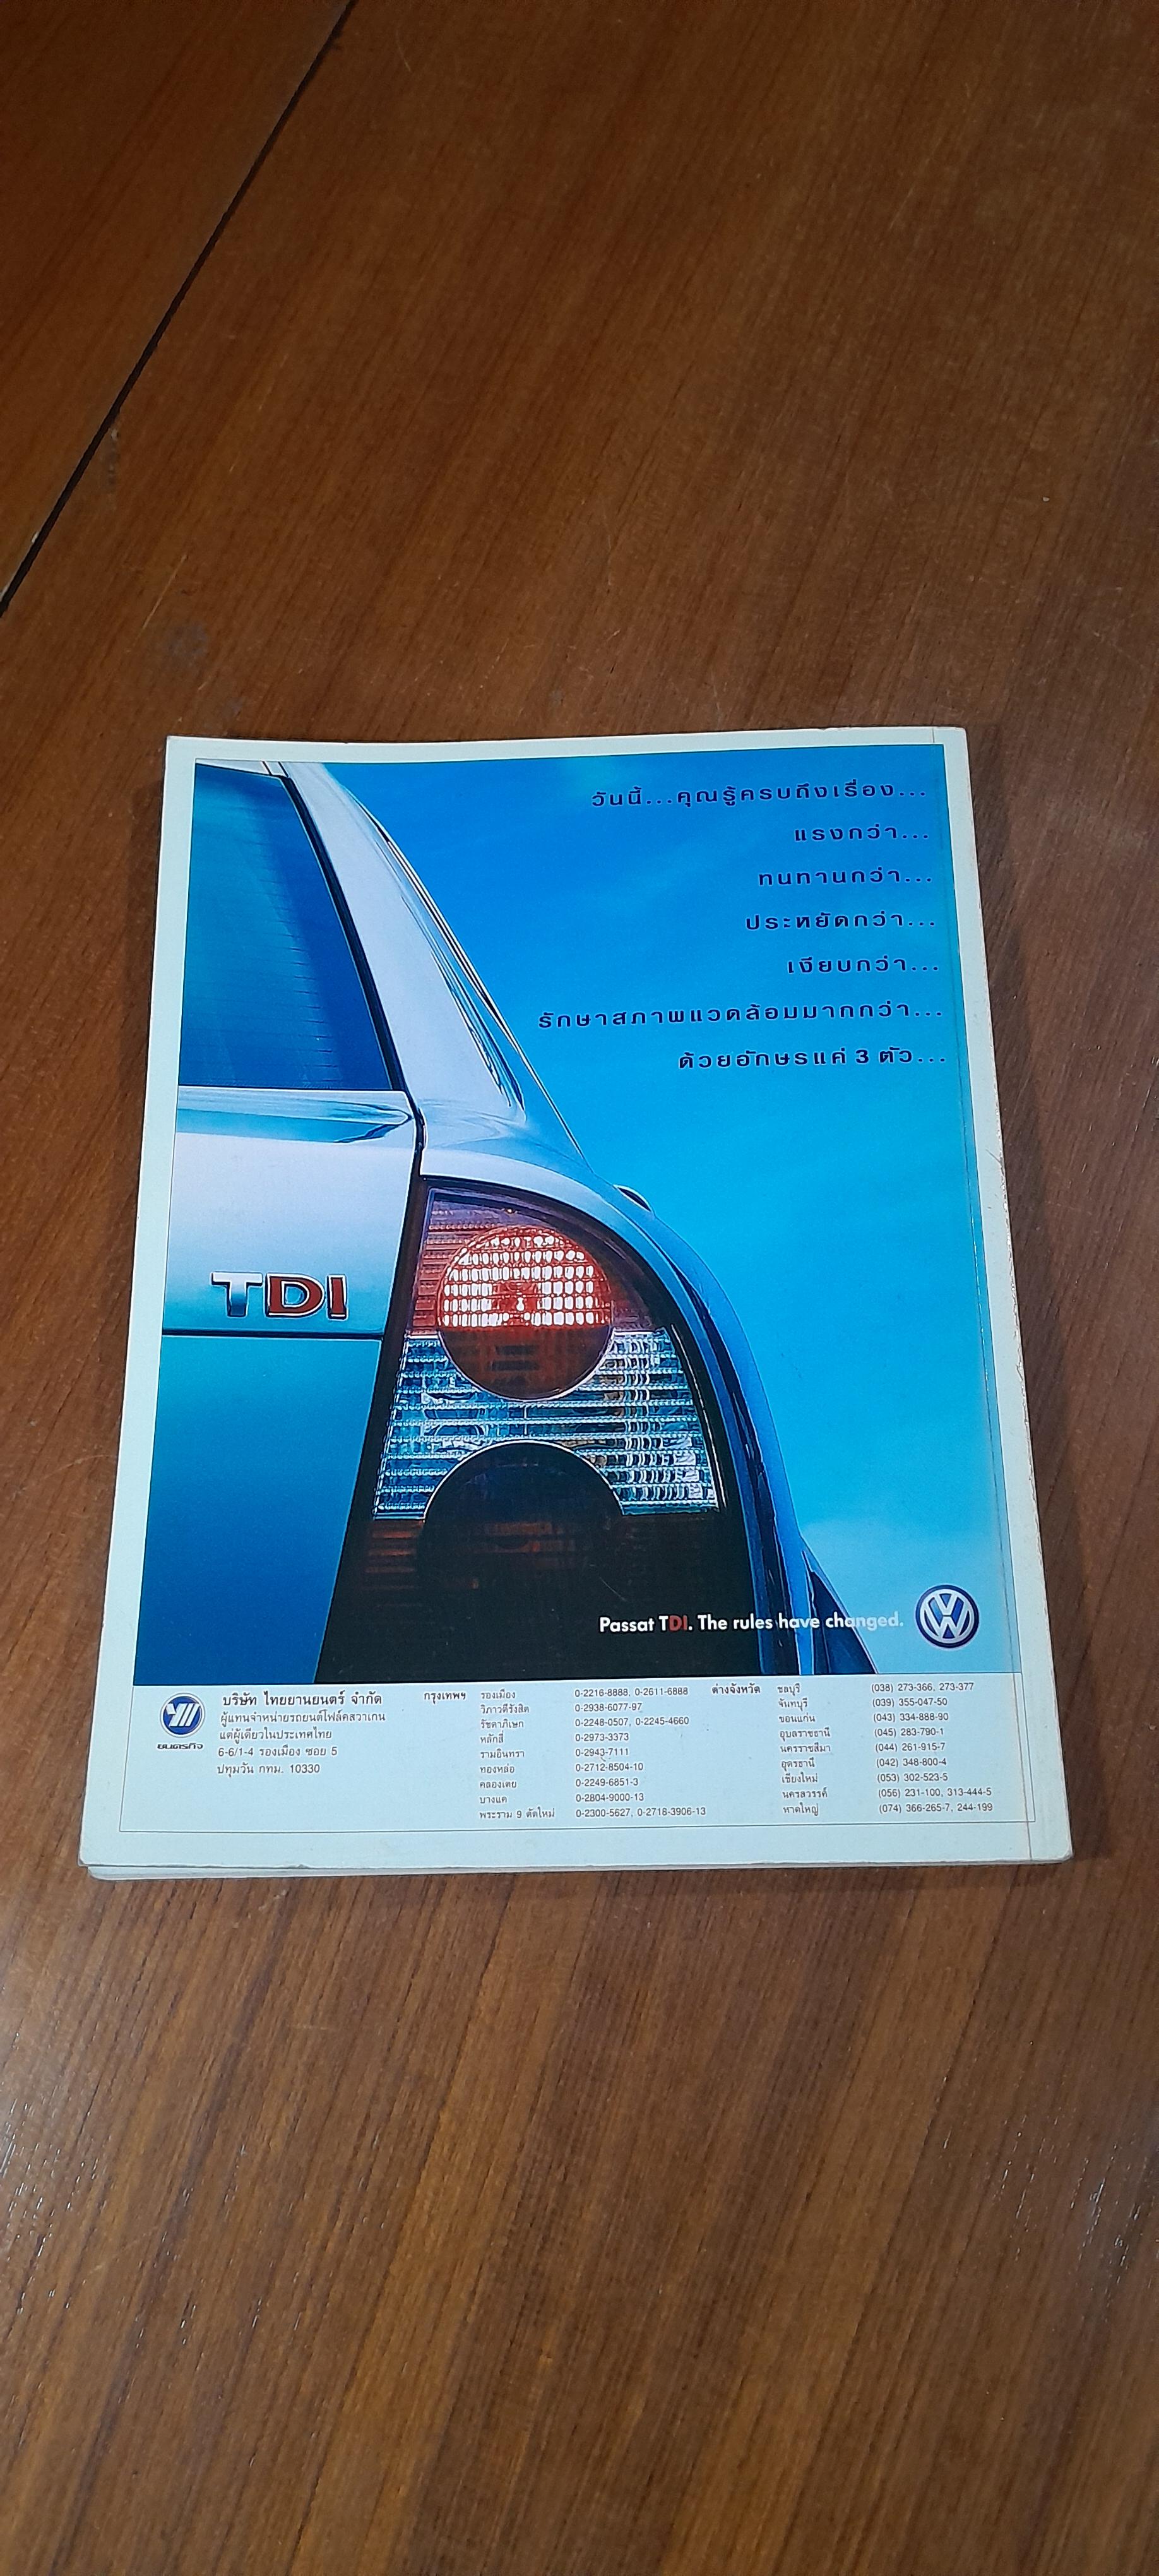 วันนี้...คุณรู้ครบถึงเรื่อง...
แรงกว่า...
ทนทานกว่า...
ประหยัดกว่า...
เงียบกว่า...
รักษาสภาพแวดล้อมมากกว่า...
ด้วยอักษรแค่ 3 ตัว...
TDI
Passat TDI. The rules have changed.
ยนตรกิจ
บริษัท ไทยยานยนตร์ จำกัด
ผู้แทนจำหน่ายรถยนต์โฟล์คสวาเกน
แต่ผู้เดียวในประเทศไทย
6-6/1-4 รองเมือง ซอย 5
ปทุมวัน กทม. 10330
กรุงเทพฯ
รองเมือง 0-2216-8888, 0-2611-6888
วิภาวดีรังสิต 0-2938-6077-97
รัชดาภิเษก 0-2248-0507, 0-2245-4660
หลักสี่ 0-2973-3373
รามอินทรา 0-2943-7111
ทองหล่อ 0-2712-8504-10
คลองเตย 0-2249-6851-3
บางแค 0-2804-9000-13
พระราม 9 ตัดใหม่ 0-2300-5627, 0-2718-3906-13
ต่างจังหวัด
ชลบุรี (038) 273-366, 273-377
จันทบุรี (039) 355-047-50
ขอนแก่น (043) 334-888-90
อุบลราชธานี (045) 283-790-1
นครราชสีมา (044) 261-915-7
อุดรธานี (042) 348-800-4
เชียงใหม่ (053) 302-523-5
นครสวรรค์ (056) 231-100, 313-444-5
หาดใหญ่ (074) 366-265-7, 244-199